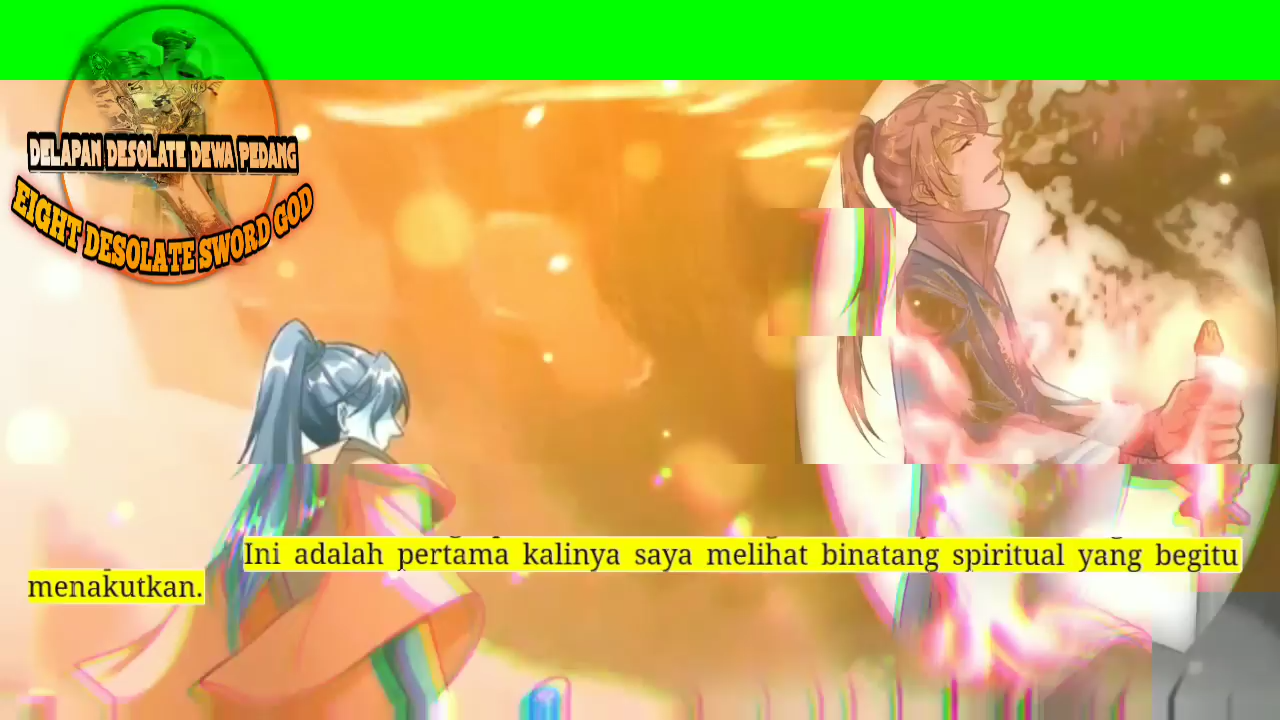 DELAPAN DESOLATE DEWA PEDANG
EIGHT DESOLATE SWORD GOD
Ini adalah pertama kalinya saya melihat binatang spiritual yang begitu
menakutkan.